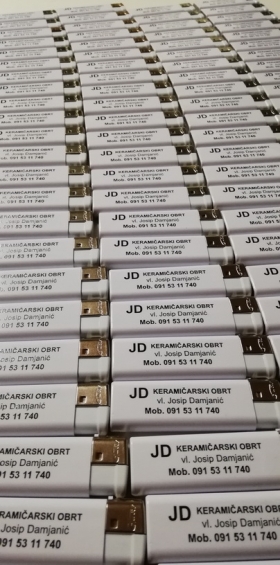 JD KERAMIČARSKI OBRT
vl. Josip Damjanić
Mob. 091 53 11 740